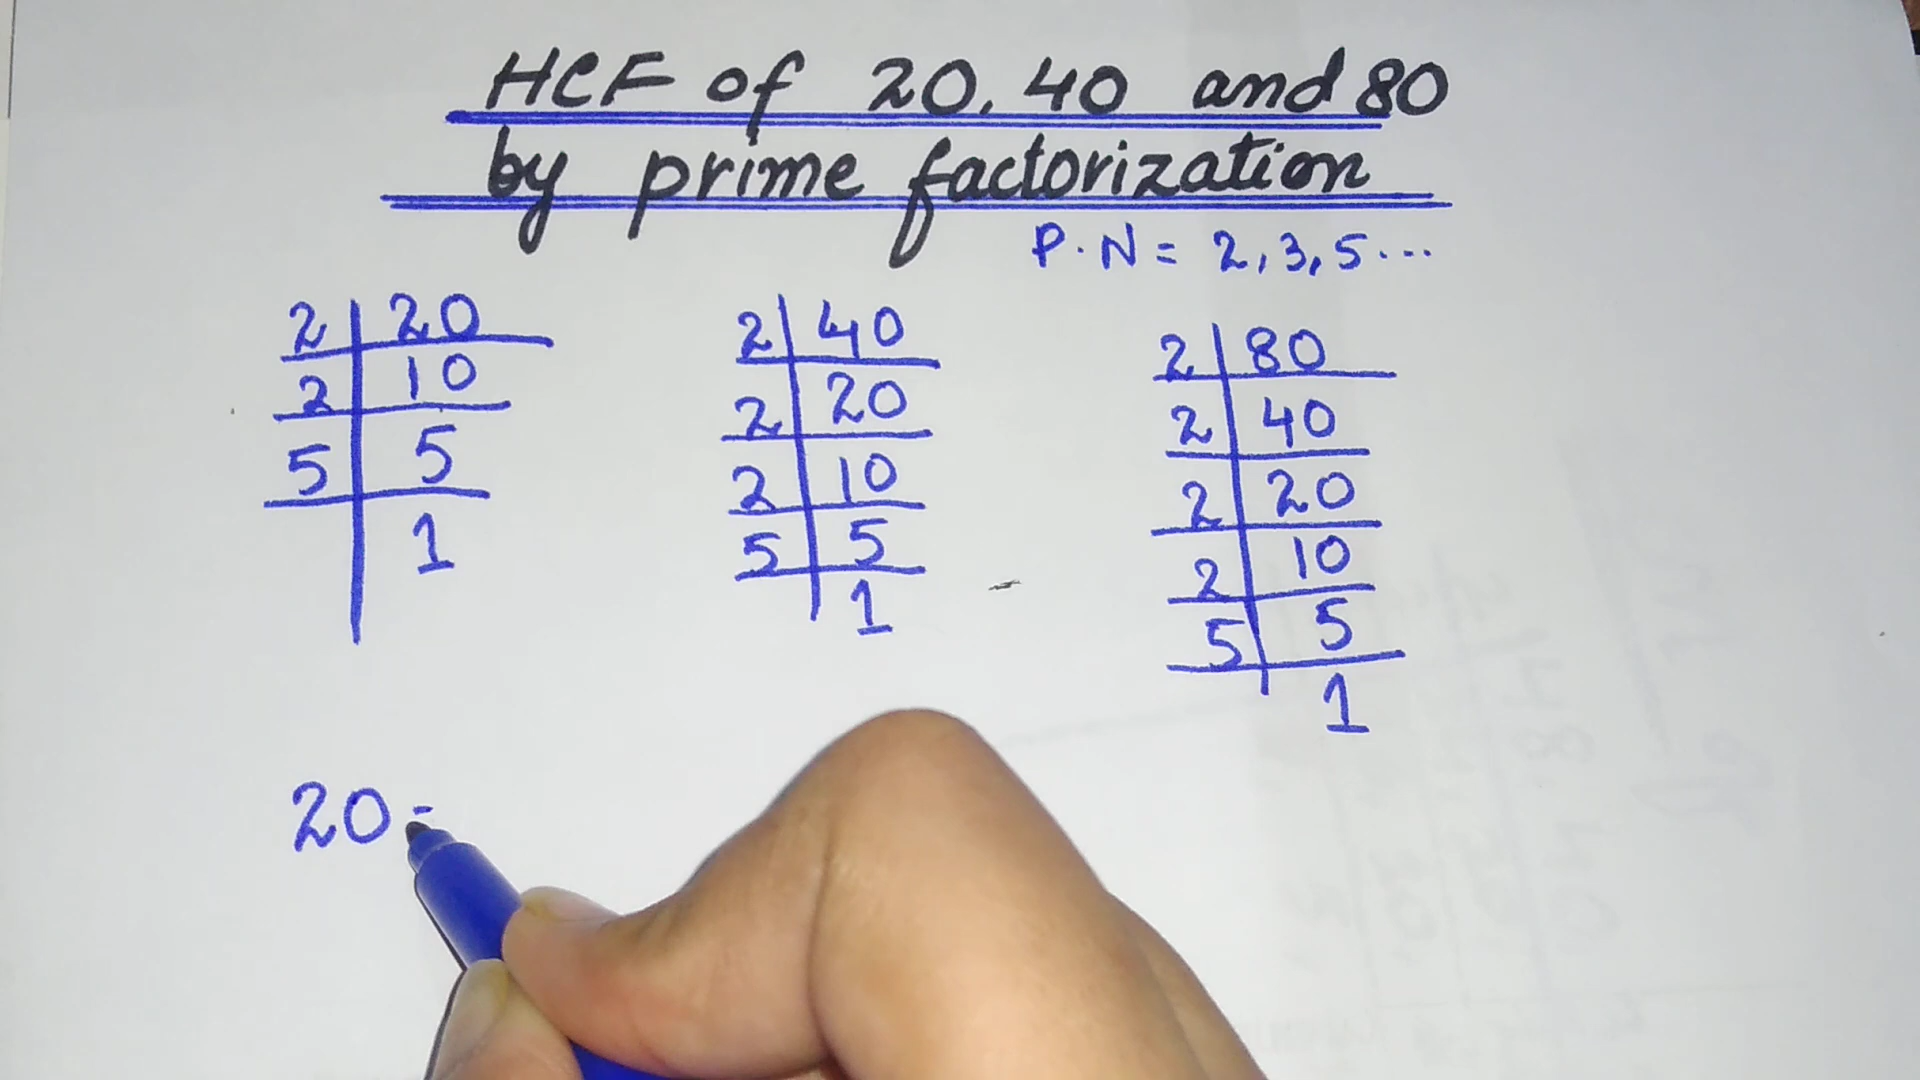 HCF of 20, 40 and 80
by prime factorization
P.N = 2, 3, 5...
2 | 20
2 | 10
5 | 5
1
2 | 40
2 | 20
2 | 10
5 | 5
1
2 | 80
2 | 40
2 | 20
2 | 10
5 | 5
1
20 =